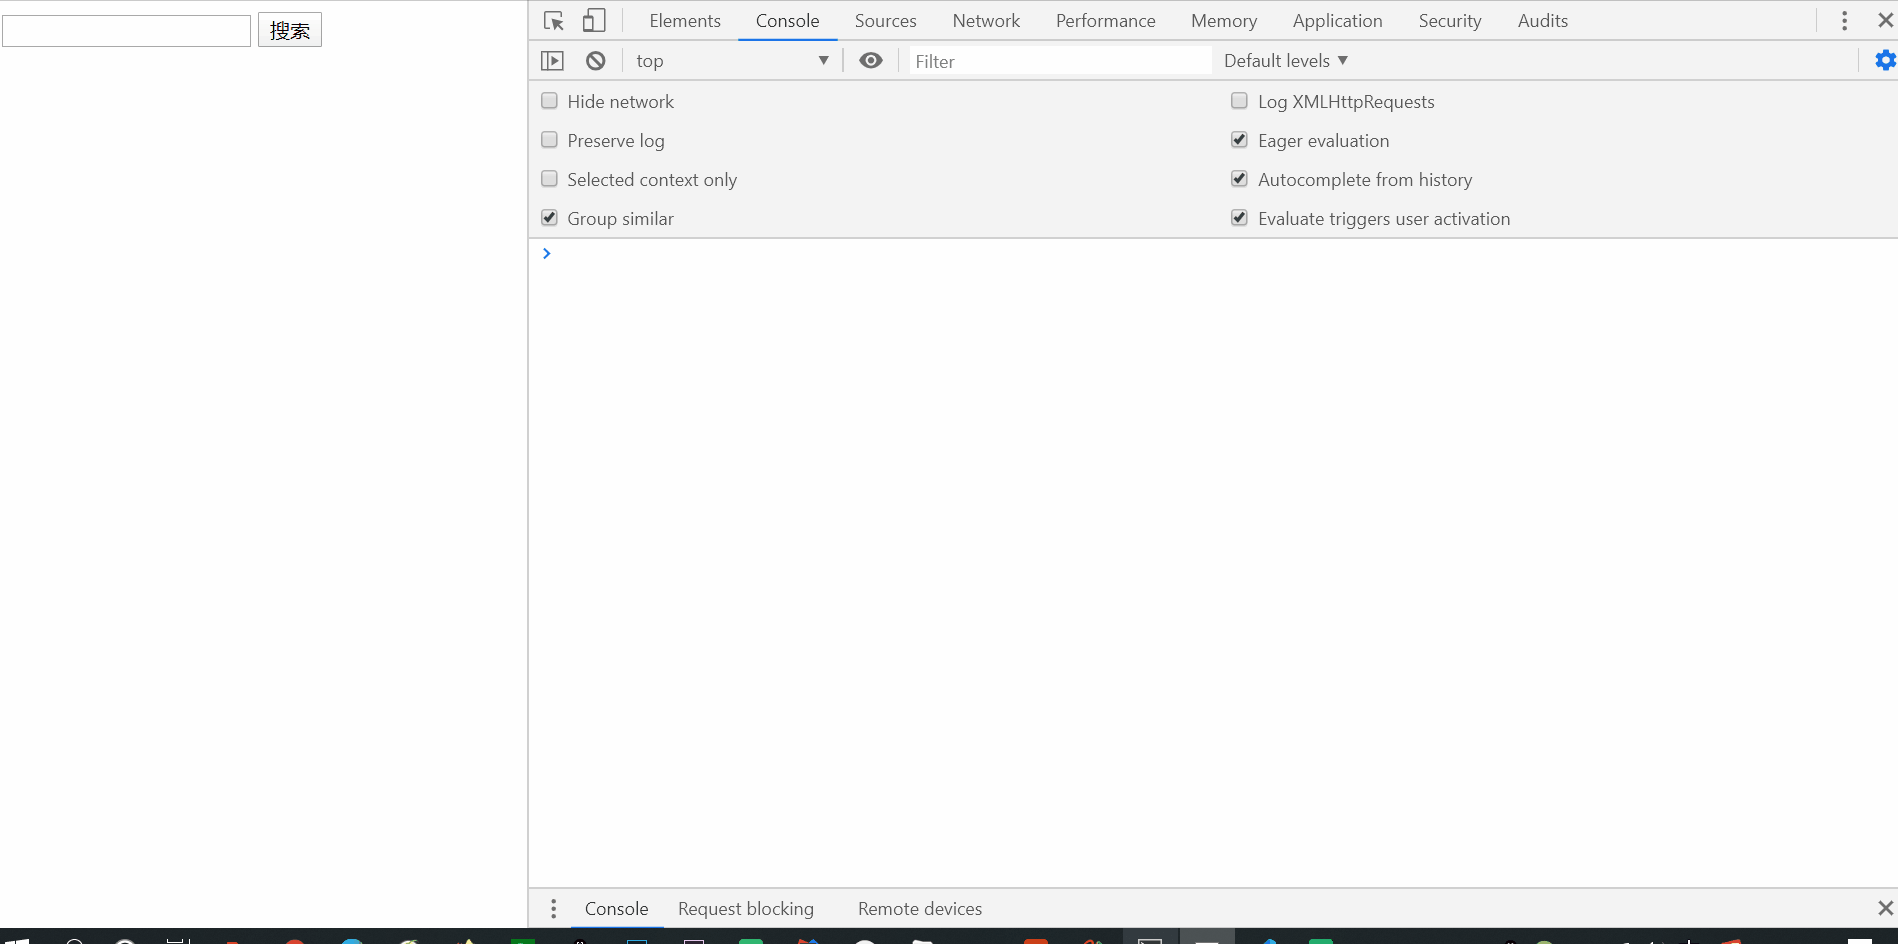 搜索
Elements Console Sources Network Performance Memory Application Security Audits
top Filter Default levels
Hide network Log XMLHttpRequests
Preserve log Eager evaluation
Selected context only Autocomplete from history
Group similar Evaluate triggers user activation
Console Request blocking Remote devices